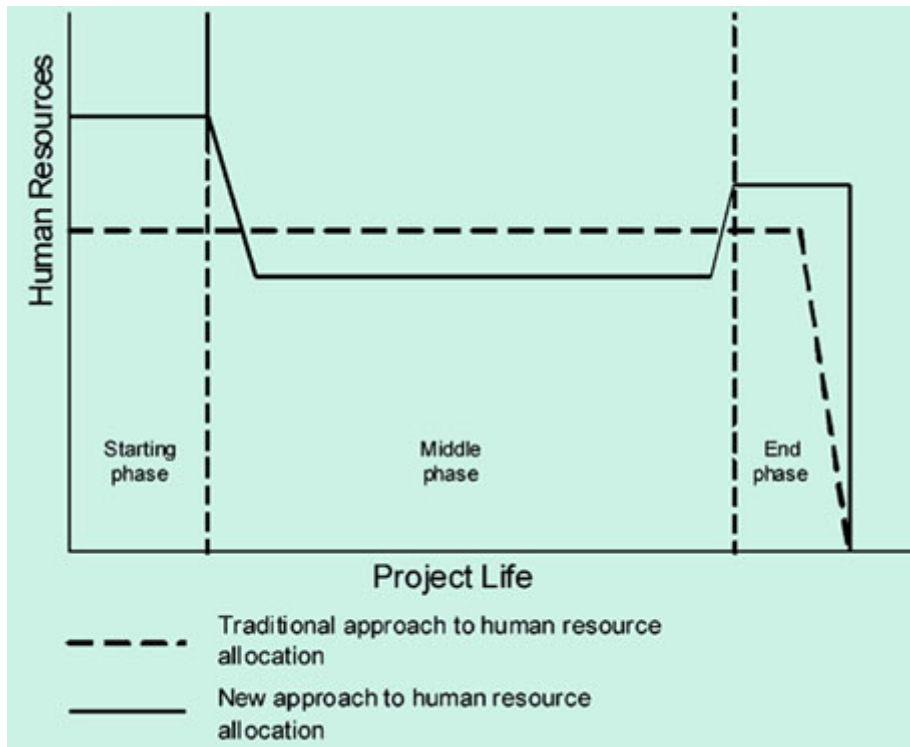 Human Resources
Starting
phase
Middle
phase
End
phase
Project Life
Traditional approach to human resource
allocation
New approach to human resource
allocation